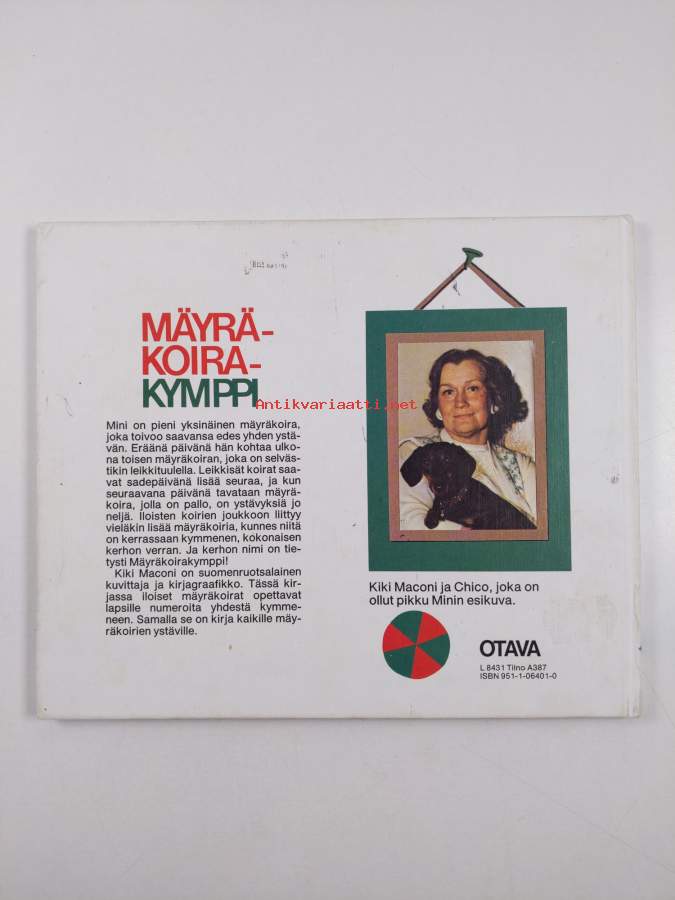 MÄYRÄ-
KOIRA-
KYMPPI
Antikvariaatti.net
Mini on pieni yksinäinen mäyräkoira,
joka toivoo saavansa edes yhden ystä-
vän. Eräänä päivänä hän kohtaa ulko-
na toisen mäyräkoiran, joka on selväs-
tikin leikkituulella. Leikkisät koirat saa-
vat sadepäivänä lisää seuraa, ja kun
seuraavana päivänä tavataan mäyrä-
koira, jolla on pallo, on ystävyksiä jo
neljä. Iloisten koirien joukkoon liittyy
vieläkin lisää mäyräkoiria, kunnes niitä
on kerrassaan kymmenen, kokonaisen
kerhon verran. Ja kerhon nimi on tie-
tysti Mäyräkoirakymppi!
Kiki Maconi on suomenruotsalainen
kuvittaja ja kirjagraafikko. Tässä kir-
jassa iloiset mäyräkoirat opettavat
lapsille numeroita yhdestä kymme-
neen. Samalla se on kirja kaikille mäy-
räkoirien ystäville.
Kiki Maconi ja Chico, joka on
ollut pikku Minin esikuva.
OTAVA
L 8431 Tilno A387
ISBN 951-1-06401-0